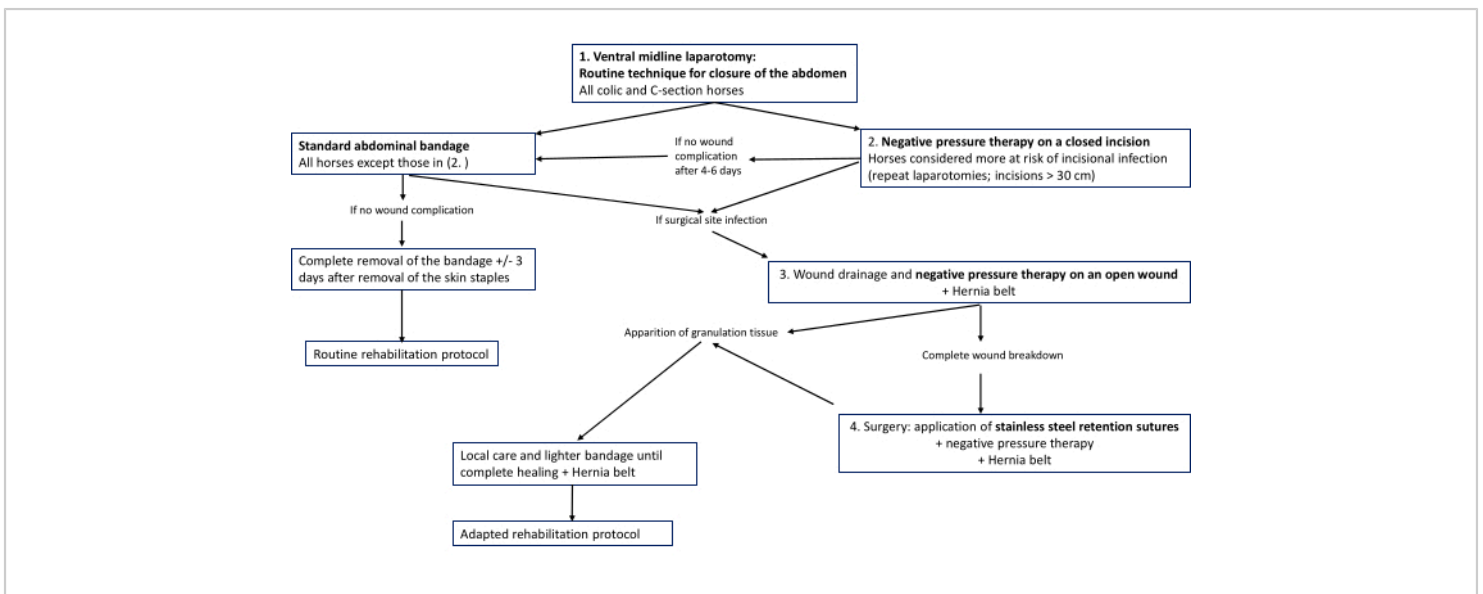 1. Ventral midline laparotomy:
Routine technique for closure of the abdomen
All colic and C-section horses
Standard abdominal bandage
All horses except those in (2. )
If no wound
complication
after 4-6 days
2. Negative pressure therapy on a closed incision
Horses considered more at risk of incisional infection
(repeat laparotomies; incisions > 30 cm)
If no wound complication
If surgical site infection
Complete removal of the bandage +/- 3
days after removal of the skin staples
3. Wound drainage and negative pressure therapy on an open wound
+ Hernia belt
Routine rehabilitation protocol
Apparition of granulation tissue
Complete wound breakdown
4. Surgery: application of stainless steel retention sutures
+ negative pressure therapy
+ Hernia belt
Local care and lighter bandage until
complete healing + Hernia belt
Adapted rehabilitation protocol